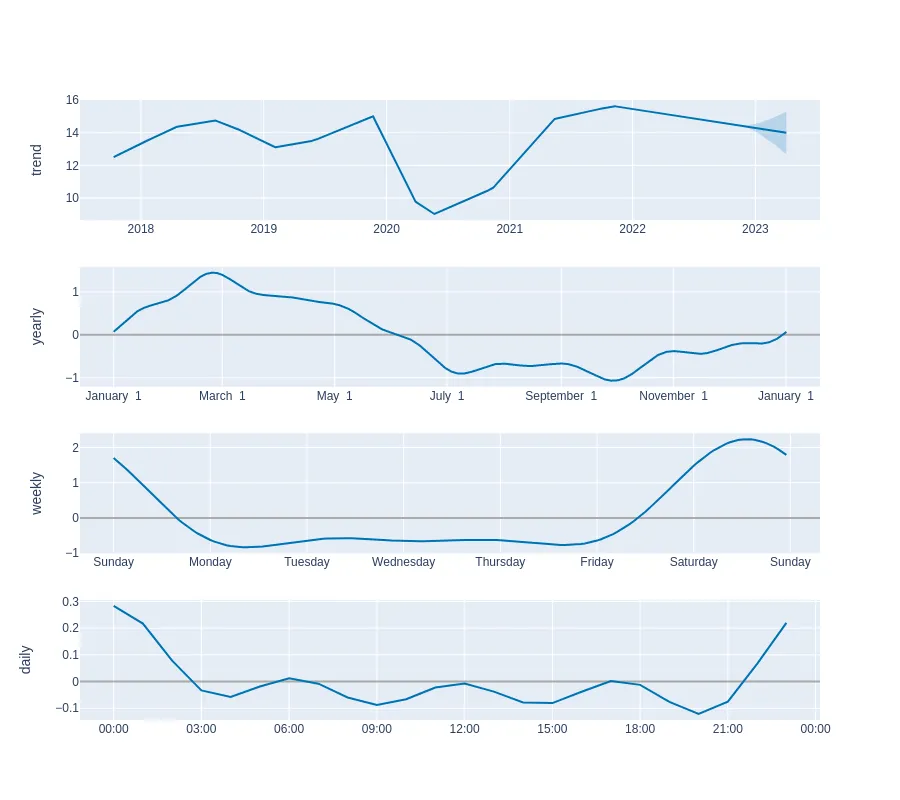 trend
16
14
12
10
2018 2019 2020 2021 2022 2023
yearly
1
0
−1
January 1 March 1 May 1 July 1 September 1 November 1 January 1
weekly
2
1
0
−1
Sunday Monday Tuesday Wednesday Thursday Friday Saturday Sunday
daily
0.3
0.2
0.1
0
−0.1
00:00 03:00 06:00 09:00 12:00 15:00 18:00 21:00 00:00